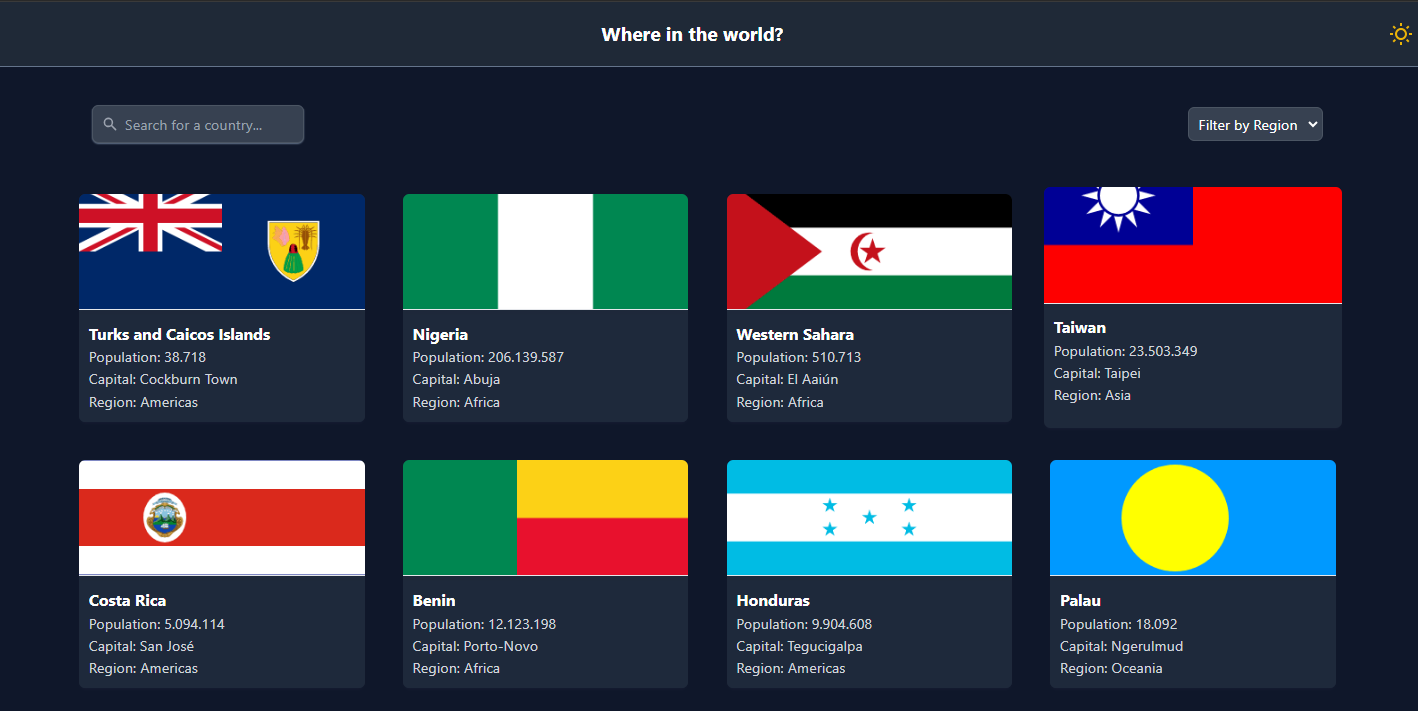 Where in the world?
Search for a country...
Filter by Region
Turks and Caicos Islands
Population: 38.718
Capital: Cockburn Town
Region: Americas
Nigeria
Population: 206.139.587
Capital: Abuja
Region: Africa
Western Sahara
Population: 510.713
Capital: El Aaiún
Region: Africa
Taiwan
Population: 23.503.349
Capital: Taipei
Region: Asia
Costa Rica
Population: 5.094.114
Capital: San José
Region: Americas
Benin
Population: 12.123.198
Capital: Porto-Novo
Region: Africa
Honduras
Population: 9.904.608
Capital: Tegucigalpa
Region: Americas
Palau
Population: 18.092
Capital: Ngerulmud
Region: Oceania